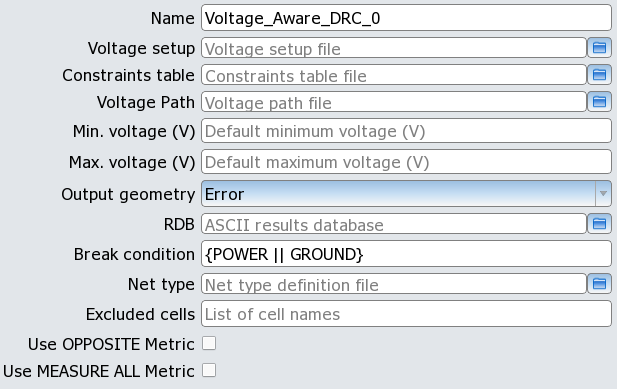 Name Voltage_Aware_DRC_0
Voltage setup Voltage setup file
Constraints table Constraints table file
Voltage Path Voltage path file
Min. voltage (V) Default minimum voltage (V)
Max. voltage (V) Default maximum voltage (V)
Output geometry Error
RDB ASCII results database
Break condition {POWER || GROUND}
Net type Net type definition file
Excluded cells List of cell names
Use OPPOSITE Metric
Use MEASURE ALL Metric